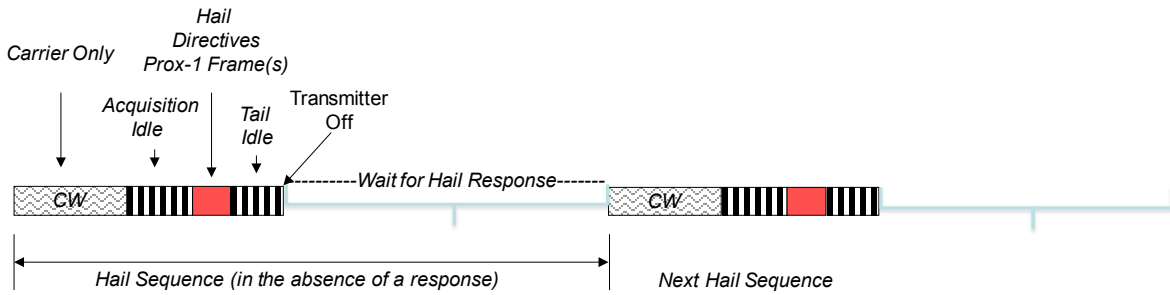 Hail
Directives
Prox-1 Frame(s)
Carrier Only
Acquisition
Idle
Tail
Idle
Transmitter
Off
CW
Wait for Hail Response
CW
Hail Sequence (in the absence of a response)
Next Hail Sequence